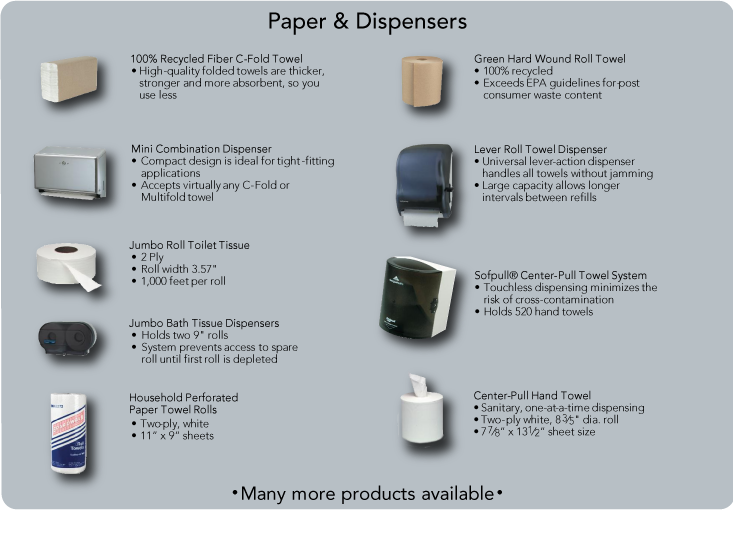 Paper & Dispensers
100% Recycled Fiber C-Fold Towel
• High-quality folded towels are thicker,
stronger and more absorbent, so you
use less
Mini Combination Dispenser
• Compact design is ideal for tight-fitting
applications
• Accepts virtually any C-Fold or
Multifold towel
Jumbo Roll Toilet Tissue
• 2 Ply
• Roll width 3.57"
• 1,000 feet per roll
Jumbo Bath Tissue Dispensers
• Holds two 9" rolls
• System prevents access to spare
roll until first roll is depleted
Household Perforated
Paper Towel Rolls
• Two-ply, white
• 11" x 9" sheets
Green Hard Wound Roll Towel
• 100% recycled
• Exceeds EPA guidelines for post
consumer waste content
Lever Roll Towel Dispenser
• Universal lever-action dispenser
handles all towels without jamming
• Large capacity allows longer
intervals between refills
Sofpull® Center-Pull Towel System
• Touchless dispensing minimizes the
risk of cross-contamination
• Holds 520 hand towels
Center-Pull Hand Towel
• Sanitary, one-at-a-time dispensing
• Two-ply white, 8 3/5" dia. roll
• 7 7/8" x 13 1/2" sheet size
• Many more products available •